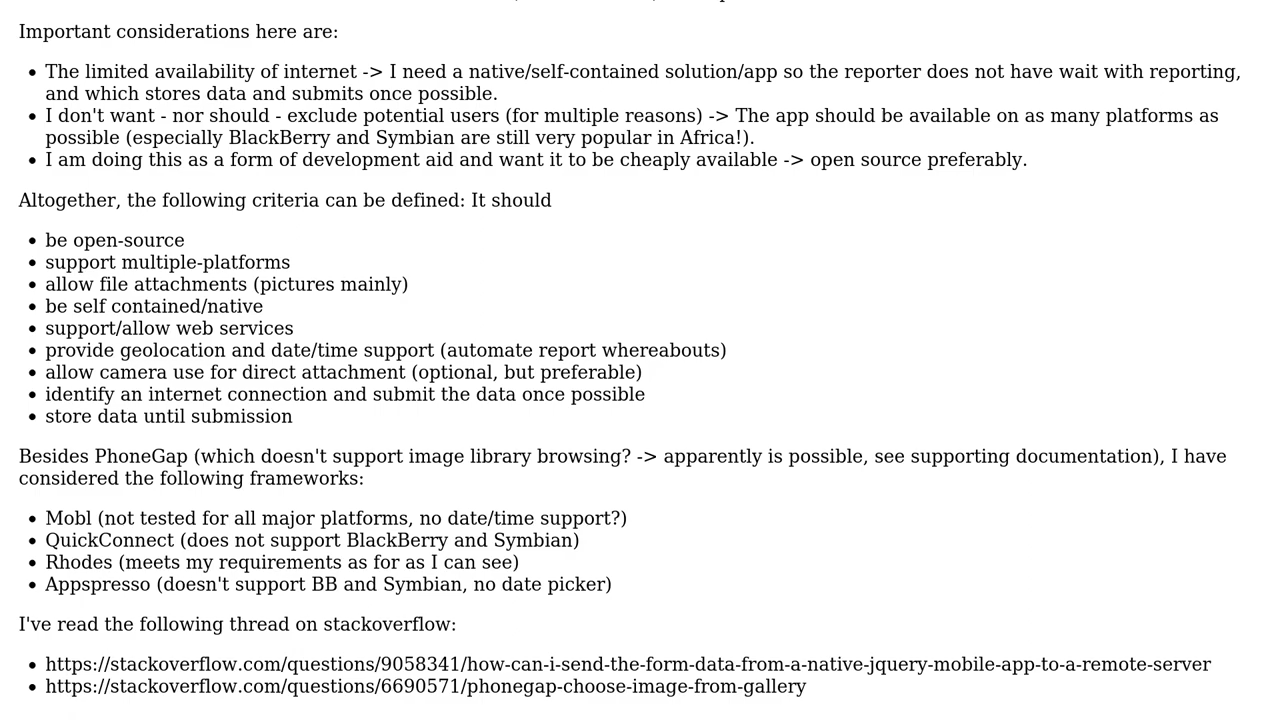 Important considerations here are:
The limited availability of internet -> I need a native/self-contained solution/app so the reporter does not have wait with reporting,
and which stores data and submits once possible.
I don't want - nor should - exclude potential users (for multiple reasons) -> The app should be available on as many platforms as
possible (especially BlackBerry and Symbian are still very popular in Africa!).
I am doing this as a form of development aid and want it to be cheaply available -> open source preferably.
Altogether, the following criteria can be defined: It should
be open-source
support multiple-platforms
allow file attachments (pictures mainly)
be self contained/native
support/allow web services
provide geolocation and date/time support (automate report whereabouts)
allow camera use for direct attachment (optional, but preferable)
identify an internet connection and submit the data once possible
store data until submission
Besides PhoneGap (which doesn't support image library browsing? -> apparently is possible, see supporting documentation), I have
considered the following frameworks:
Mobl (not tested for all major platforms, no date/time support?)
QuickConnect (does not support BlackBerry and Symbian)
Rhodes (meets my requirements as for as I can see)
Appspresso (doesn't support BB and Symbian, no date picker)
I've read the following thread on stackoverflow:
https://stackoverflow.com/questions/9058341/how-can-i-send-the-form-data-from-a-native-jquery-mobile-app-to-a-remote-server
https://stackoverflow.com/questions/6690571/phonegap-choose-image-from-gallery